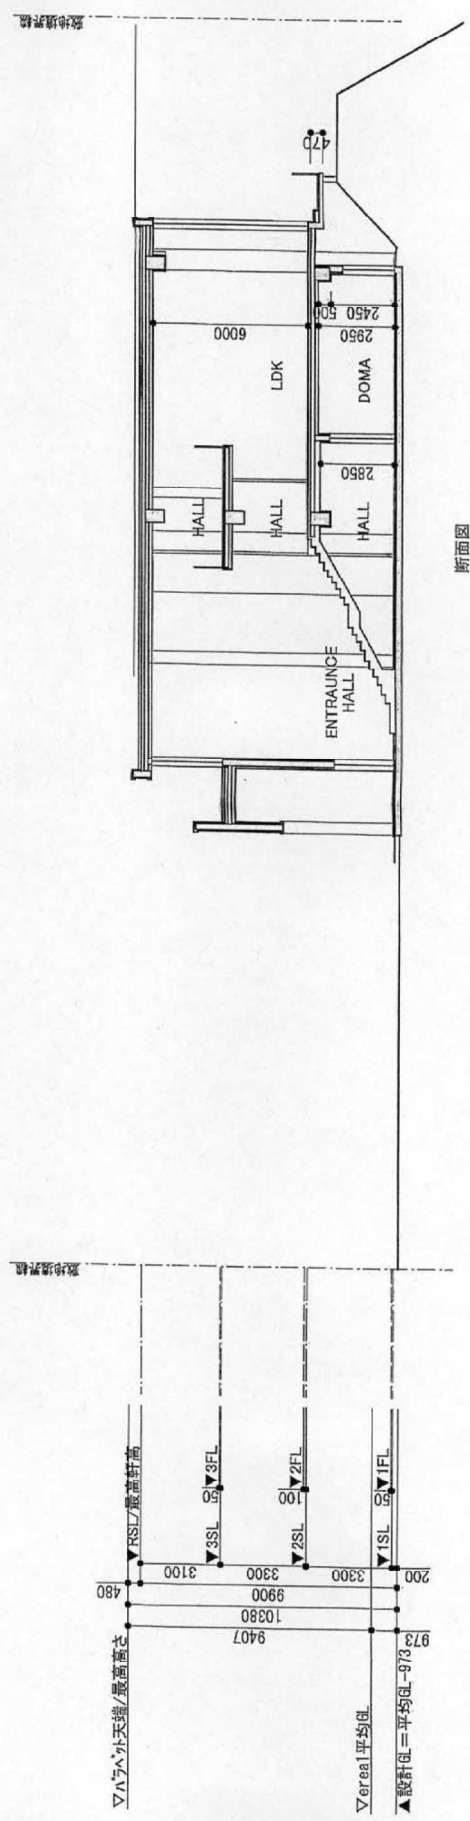 敷地境界線
470
6000
LDK
500
2450
2950
DOMA
HALL
HALL
2850
HALL
断面図
ENTRAUNCE
HALL
敷地境界線
▼RSL/最高軒高
▼3FL
50
▼3SL
▼2FL
100
▼2SL
▼1FL
50
▼1SL
480
3100
3300
3300
200
9900
10380
9407
973
▽パラペット天端/最高高さ
▽ereal平均GL
▲設計GL=平均GL-973